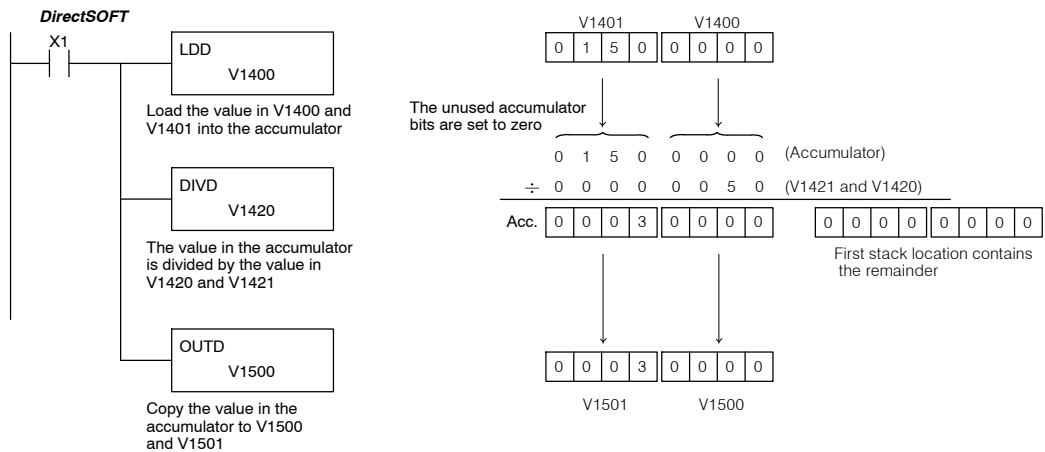 DirectSOFT
X1
LDD
V1400
Load the value in V1400 and
V1401 into the accumulator
DIVD
V1420
The value in the accumulator
is divided by the value in
V1420 and V1421
OUTD
V1500
Copy the value in the
accumulator to V1500
and V1501
V1401 V1400
0 1 5 0 0 0 0 0
The unused accumulator
bits are set to zero
0 1 5 0 0 0 0 0 (Accumulator)
÷ 0 0 0 0 0 0 5 0 (V1421 and V1420)
Acc. 0 0 0 3 0 0 0 0 0 0 0 0 0 0 0 0
First stack location contains
the remainder
0 0 0 3 0 0 0 0
V1501 V1500